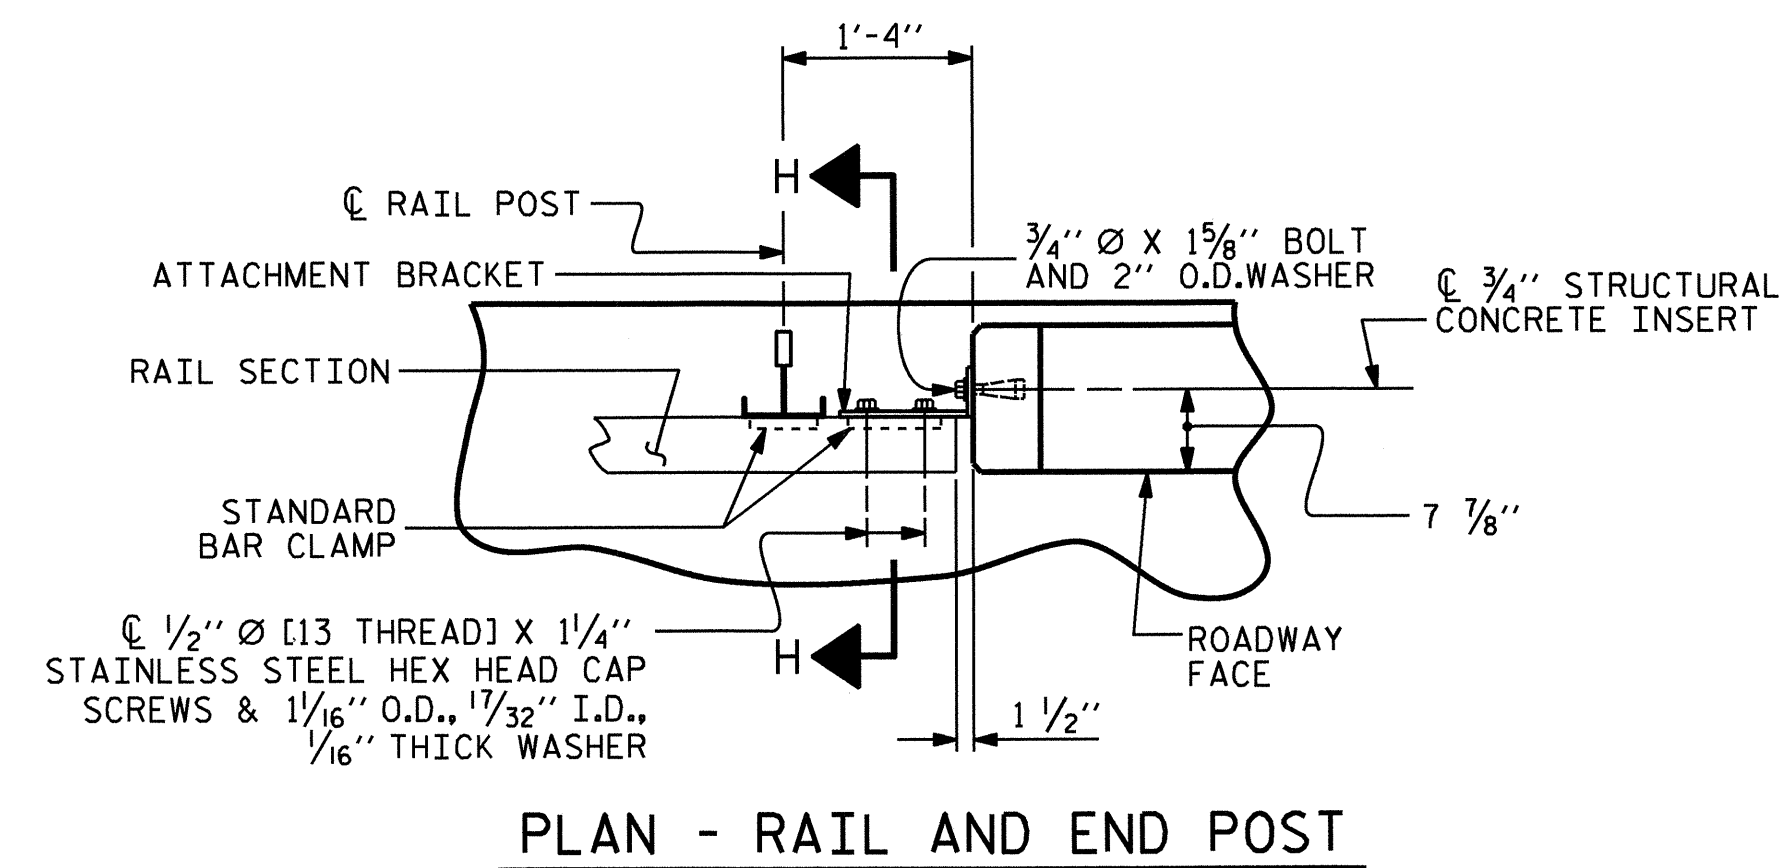 1'-4"
H
℄ RAIL POST
ATTACHMENT BRACKET
3/4" Ø X 1 5/8" BOLT
AND 2" O.D. WASHER
℄ 3/4" STRUCTURAL
CONCRETE INSERT
RAIL SECTION
STANDARD
BAR CLAMP
7 7/8"
℄ 1/2" Ø [13 THREAD] X 1 1/4"
STAINLESS STEEL HEX HEAD CAP
SCREWS & 1 1/16" O.D., 17/32" I.D.,
1/16" THICK WASHER
H
ROADWAY
FACE
1 1/2"
PLAN - RAIL AND END POST